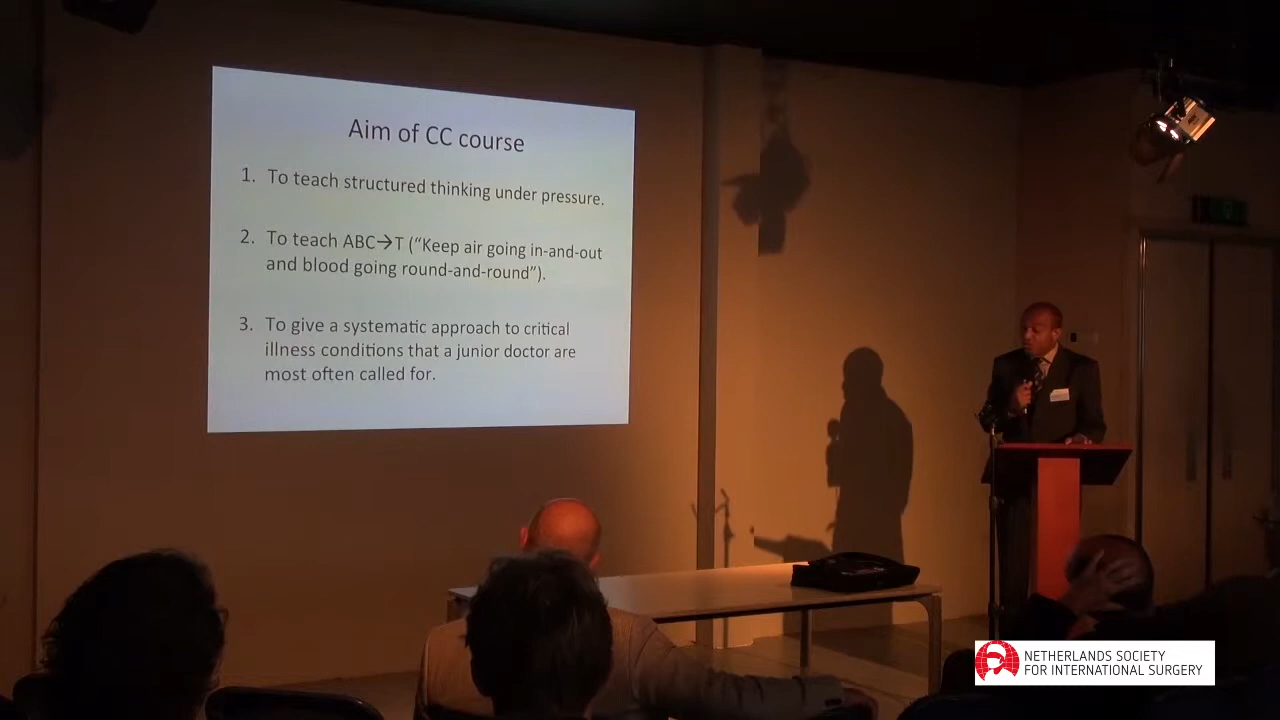 Aim of CC course
1. To teach structured thinking under pressure.
2. To teach ABC→T (“Keep air going in-and-out
and blood going round-and-round”).
3. To give a systematic approach to critical
illness conditions that a junior doctor are
most often called for.
NETHERLANDS SOCIETY
FOR INTERNATIONAL SURGERY